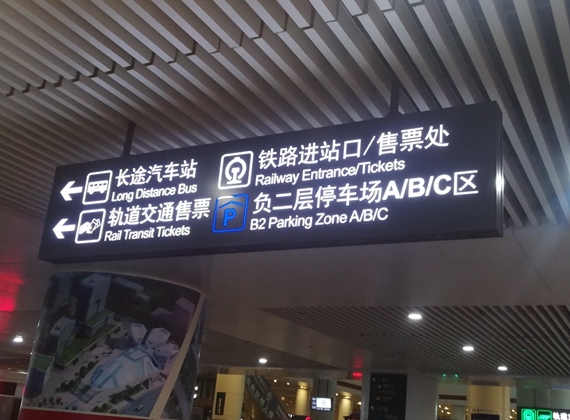 长途汽车站
Long Distance Bus
轨道交通售票
Rail Transit Tickets
铁路进站口/售票处
Railway Entrance/Tickets
P
负二层停车场A/B/C区
B2 Parking Zone A/B/C